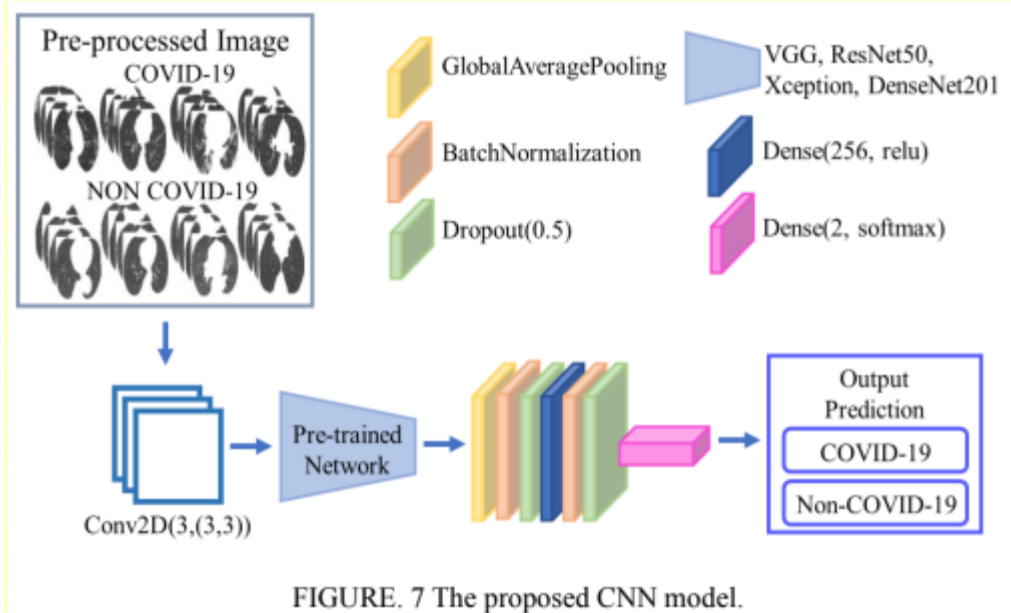 Pre-processed Image
COVID-19
NON COVID-19
GlobalAveragePooling
BatchNormalization
Dropout(0.5)
VGG, ResNet50,
Xception, DenseNet201
Dense(256, relu)
Dense(2, softmax)
Conv2D(3,(3,3))
Pre-trained
Network
Output
Prediction
COVID-19
Non-COVID-19
FIGURE. 7 The proposed CNN model.